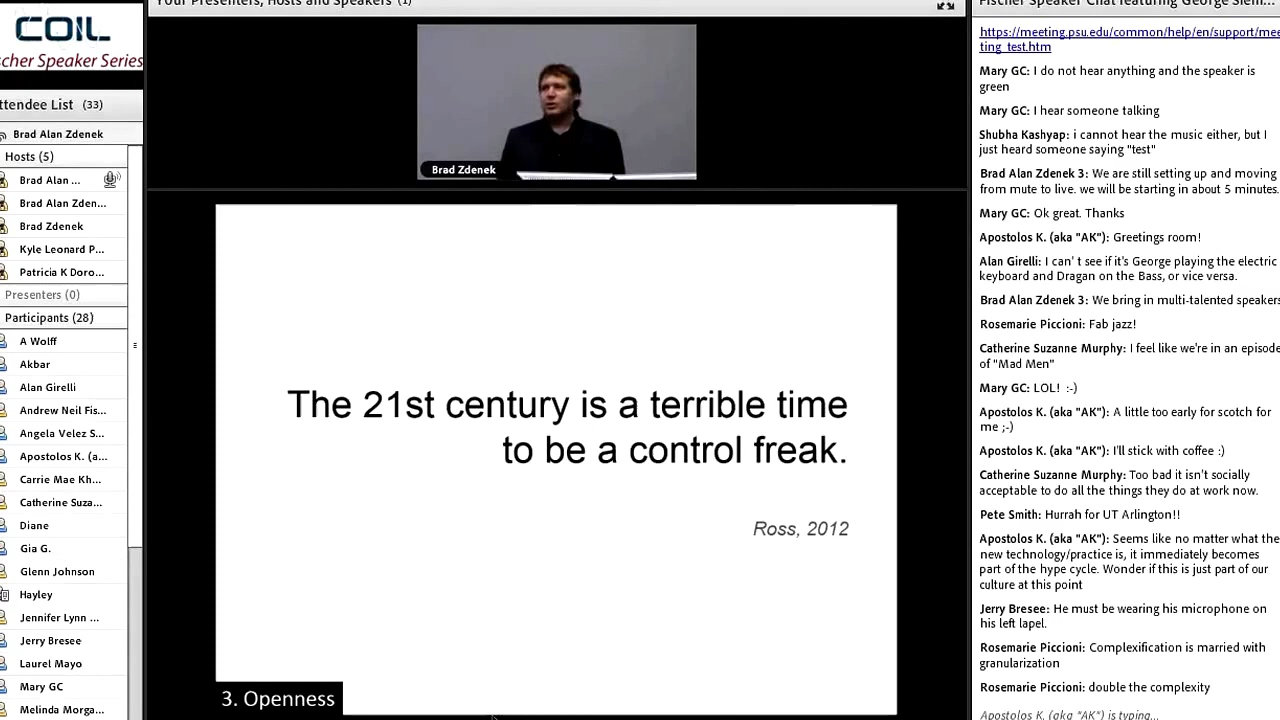 COIL
scher Speaker Series
ttendee List (33)
Brad Alan Zdenek
Hosts (5)
Brad Alan ...
Brad Alan Zden...
Brad Zdenek
Kyle Leonard P...
Patricia K Doro...
Presenters (0)
Participants (28)
A Wolff
Akbar
Alan Girelli
Andrew Neil Fis...
Angela Velez S...
Apostolos K. (a...
Carrie Mae Kh...
Catherine Suza...
Diane
Gia G.
Glenn Johnson
Hayley
Jennifer Lynn ...
Jerry Bresee
Laurel Mayo
Mary GC
Melinda Morga...
Your Presenters, Hosts and Speakers (1)
Brad Zdenek
The 21st century is a terrible time
to be a control freak.
Ross, 2012
3. Openness
Fischer Speaker Chat featuring George Siem...
https://meeting.psu.edu/common/help/en/support/mee
ting_test.htm
Mary GC: I do not hear anything and the speaker is
green
Mary GC: I hear someone talking
Shubha Kashyap: i cannot hear the music either, but I
just heard someone saying "test"
Brad Alan Zdenek 3: We are still setting up and moving
from mute to live. we will be starting in about 5 minutes.
Mary GC: Ok great. Thanks
Apostolos K. (aka "AK"): Greetings room!
Alan Girelli: I can' t see if it's George playing the electric
keyboard and Dragan on the Bass, or vice versa.
Brad Alan Zdenek 3: We bring in multi-talented speakers
Rosemarie Piccioni: Fab jazz!
Catherine Suzanne Murphy: I feel like we're in an episode
of "Mad Men"
Mary GC: LOL! :-)
Apostolos K. (aka "AK"): A little too early for scotch for
me ;-)
Apostolos K. (aka "AK"): I'll stick with coffee :)
Catherine Suzanne Murphy: Too bad it isn't socially
acceptable to do all the things they do at work now.
Pete Smith: Hurrah for UT Arlington!!
Apostolos K. (aka "AK"): Seems like no matter what the
new technology/practice is, it immediately becomes
part of the hype cycle. Wonder if this is just part of our
culture at this point
Jerry Bresee: He must be wearing his microphone on
his left lapel.
Rosemarie Piccioni: Complexification is married with
granularization
Rosemarie Piccioni: double the complexity
Apostolos K. (aka "AK") is typing...